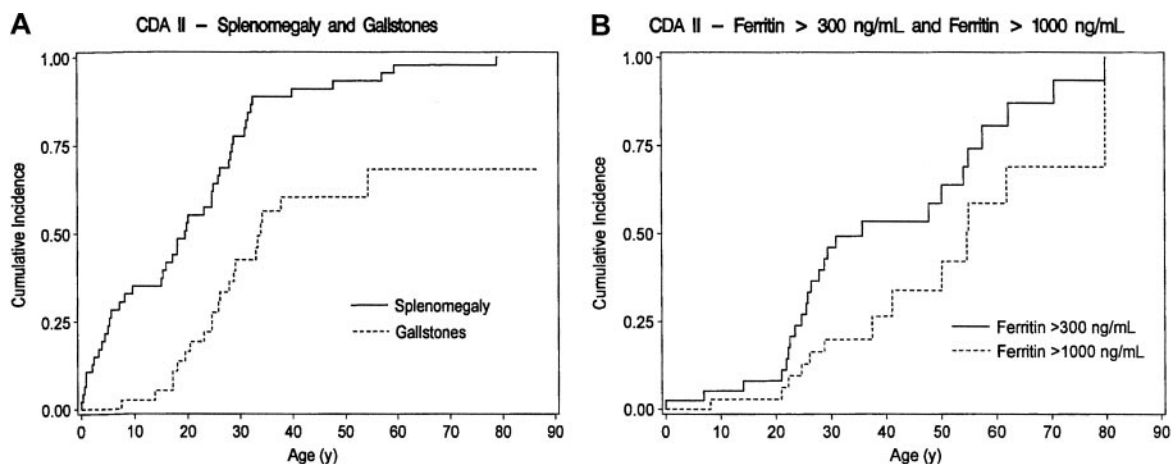 A
CDA II – Splenomegaly and Gallstones
1.00
0.75
0.50
0.25
0.00
Cumulative Incidence
Splenomegaly
Gallstones
0 10 20 30 40 50 60 70 80 90
Age (y)
B
CDA II – Ferritin > 300 ng/mL and Ferritin > 1000 ng/mL
1.00
0.75
0.50
0.25
0.00
Cumulative Incidence
Ferritin >300 ng/mL
Ferritin >1000 ng/mL
0 10 20 30 40 50 60 70 80 90
Age (y)